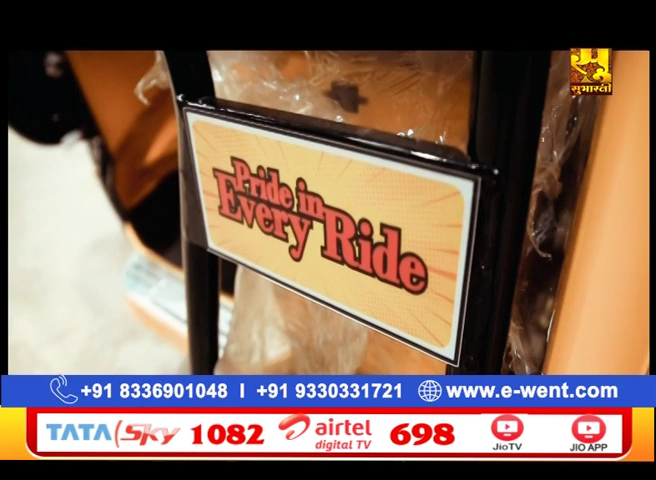 सुभारती
Pride in
Every Ride
+91 8336901048 I +91 9330331721 www.e-went.com
TATA Sky 1082 airtel digital TV 698 JioTV JIO APP